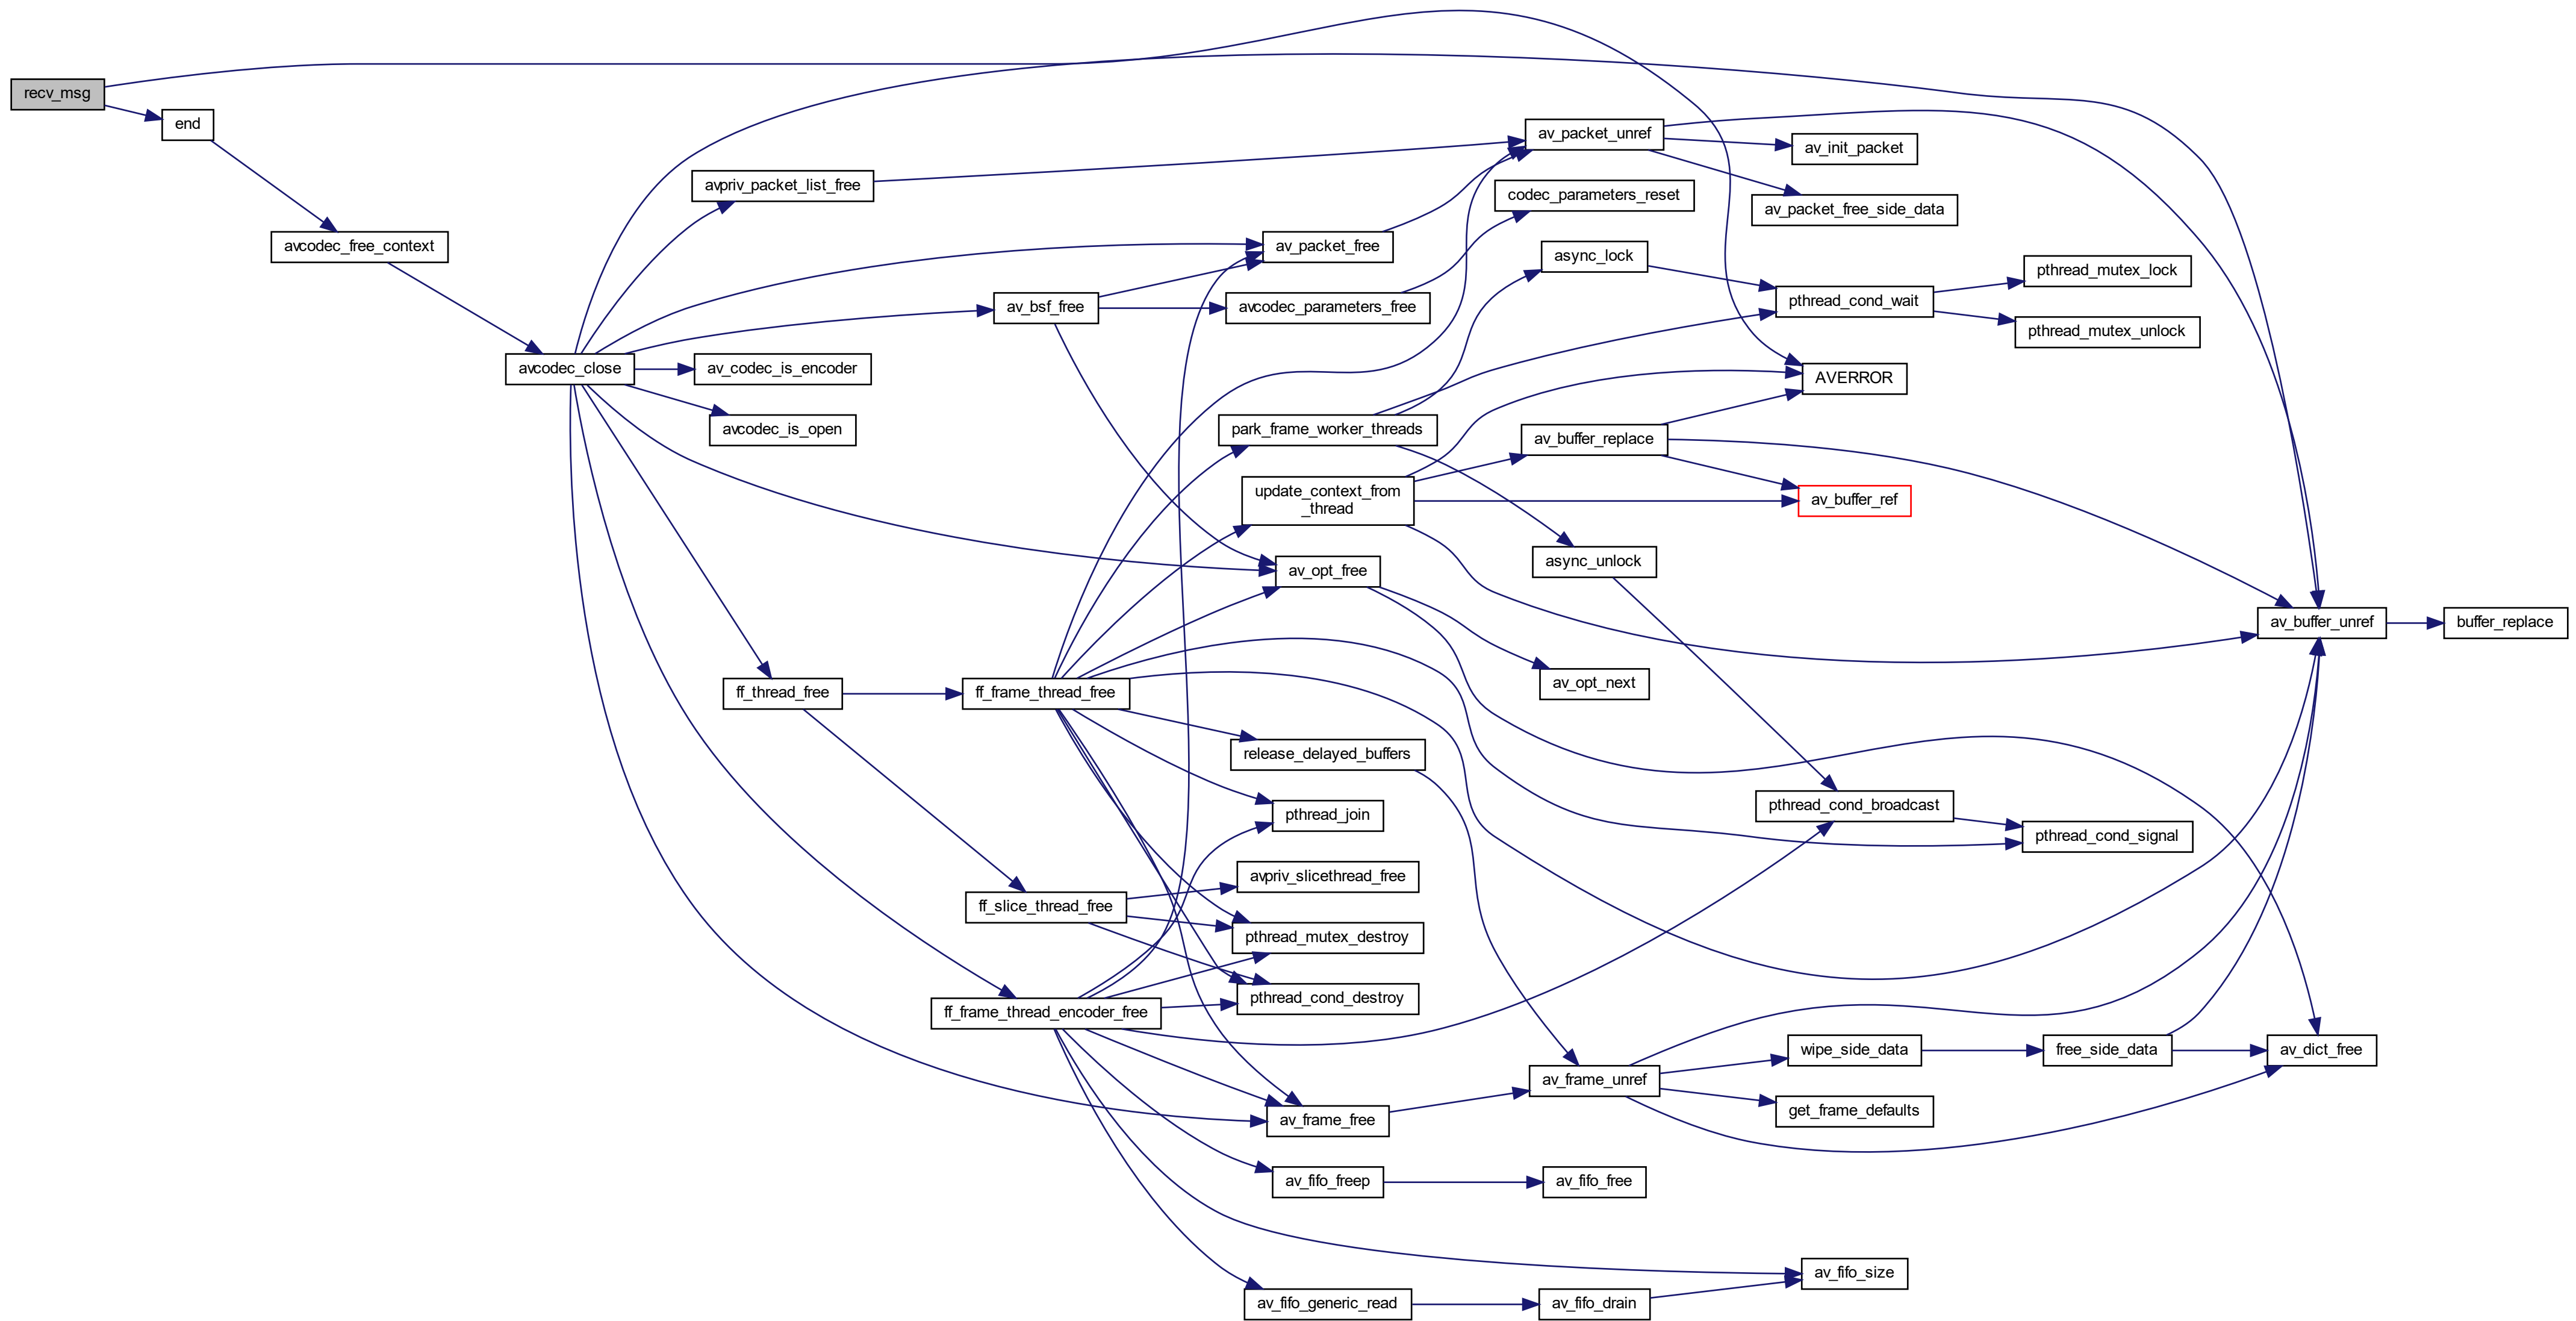 recv_msg
end
avcodec_free_context
avcodec_close
avpriv_packet_list_free
av_codec_is_encoder
avcodec_is_open
ff_thread_free
av_bsf_free
ff_frame_thread_free
ff_slice_thread_free
ff_frame_thread_encoder_free
av_packet_free
avcodec_parameters_free
park_frame_worker_threads
update_context_from
_thread
av_opt_free
release_delayed_buffers
pthread_join
avpriv_slicethread_free
pthread_mutex_destroy
pthread_cond_destroy
av_frame_free
av_fifo_freep
av_fifo_generic_read
av_packet_unref
codec_parameters_reset
async_lock
av_buffer_replace
async_unlock
av_opt_next
av_frame_unref
av_fifo_free
av_fifo_drain
av_init_packet
av_packet_free_side_data
pthread_cond_wait
AVERROR
av_buffer_ref
pthread_cond_broadcast
wipe_side_data
get_frame_defaults
av_fifo_size
pthread_mutex_lock
pthread_mutex_unlock
pthread_cond_signal
free_side_data
av_buffer_unref
av_dict_free
buffer_replace